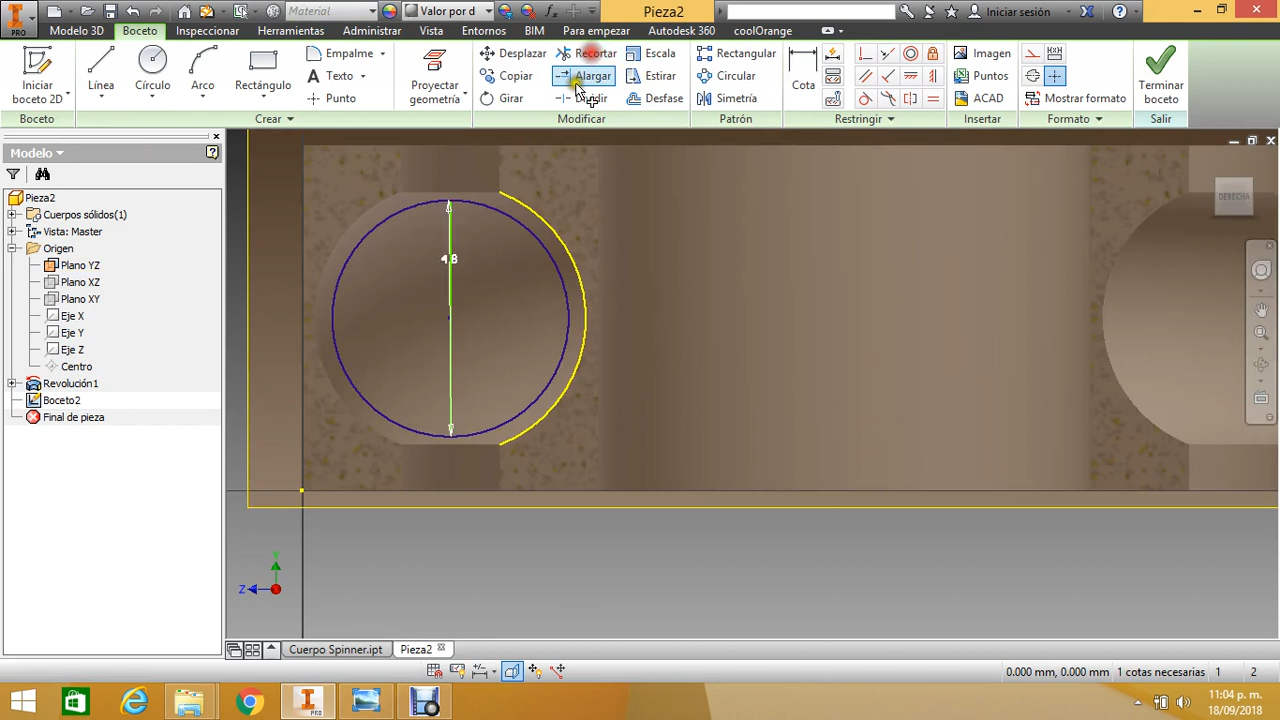 PRO
Material
Valor por d
Pieza2
Iniciar sesión
Modelo 3D
Boceto
Inspeccionar
Herramientas
Administrar
Vista
Entornos
BIM
Para empezar
Autodesk 360
coolOrange
Iniciar
boceto 2D
Línea
Círculo
Arco
Rectángulo
Empalme
Texto
Punto
Proyectar
geometría
Desplazar
Copiar
Girar
Recortar
Alargar
Escala
Estirar
Desfase
Rectangular
Circular
Simetría
Cota
Imagen
Puntos
ACAD
Mostrar formato
Terminar
boceto
Boceto
Crear
Modificar
Patrón
Restringir
Insertar
Formato
Salir
Modelo
Pieza2
Cuerpos sólidos(1)
Vista: Master
Origen
Plano YZ
Plano XZ
Plano XY
Eje X
Eje Y
Eje Z
Centro
Revolución1
Boceto2
Final de pieza
4,8
DERECHA
Y
Z
Cuerpo Spinner.ipt
Pieza2
0.000 mm, 0.000 mm
1 cotas necesarias
1
2
PRO
11:04 p. m.
18/09/2018